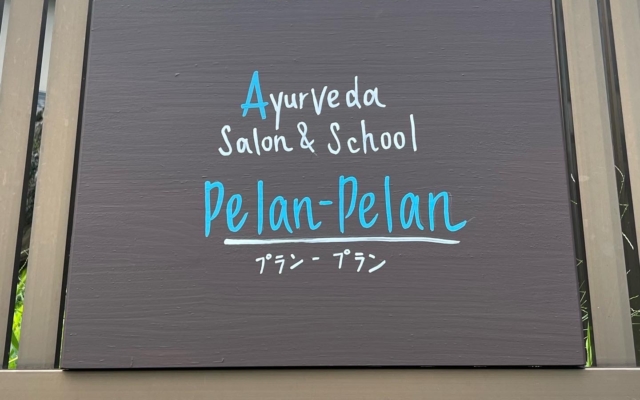 Ayurveda
Salon & School
Pelan-Pelan
プラン-プラン